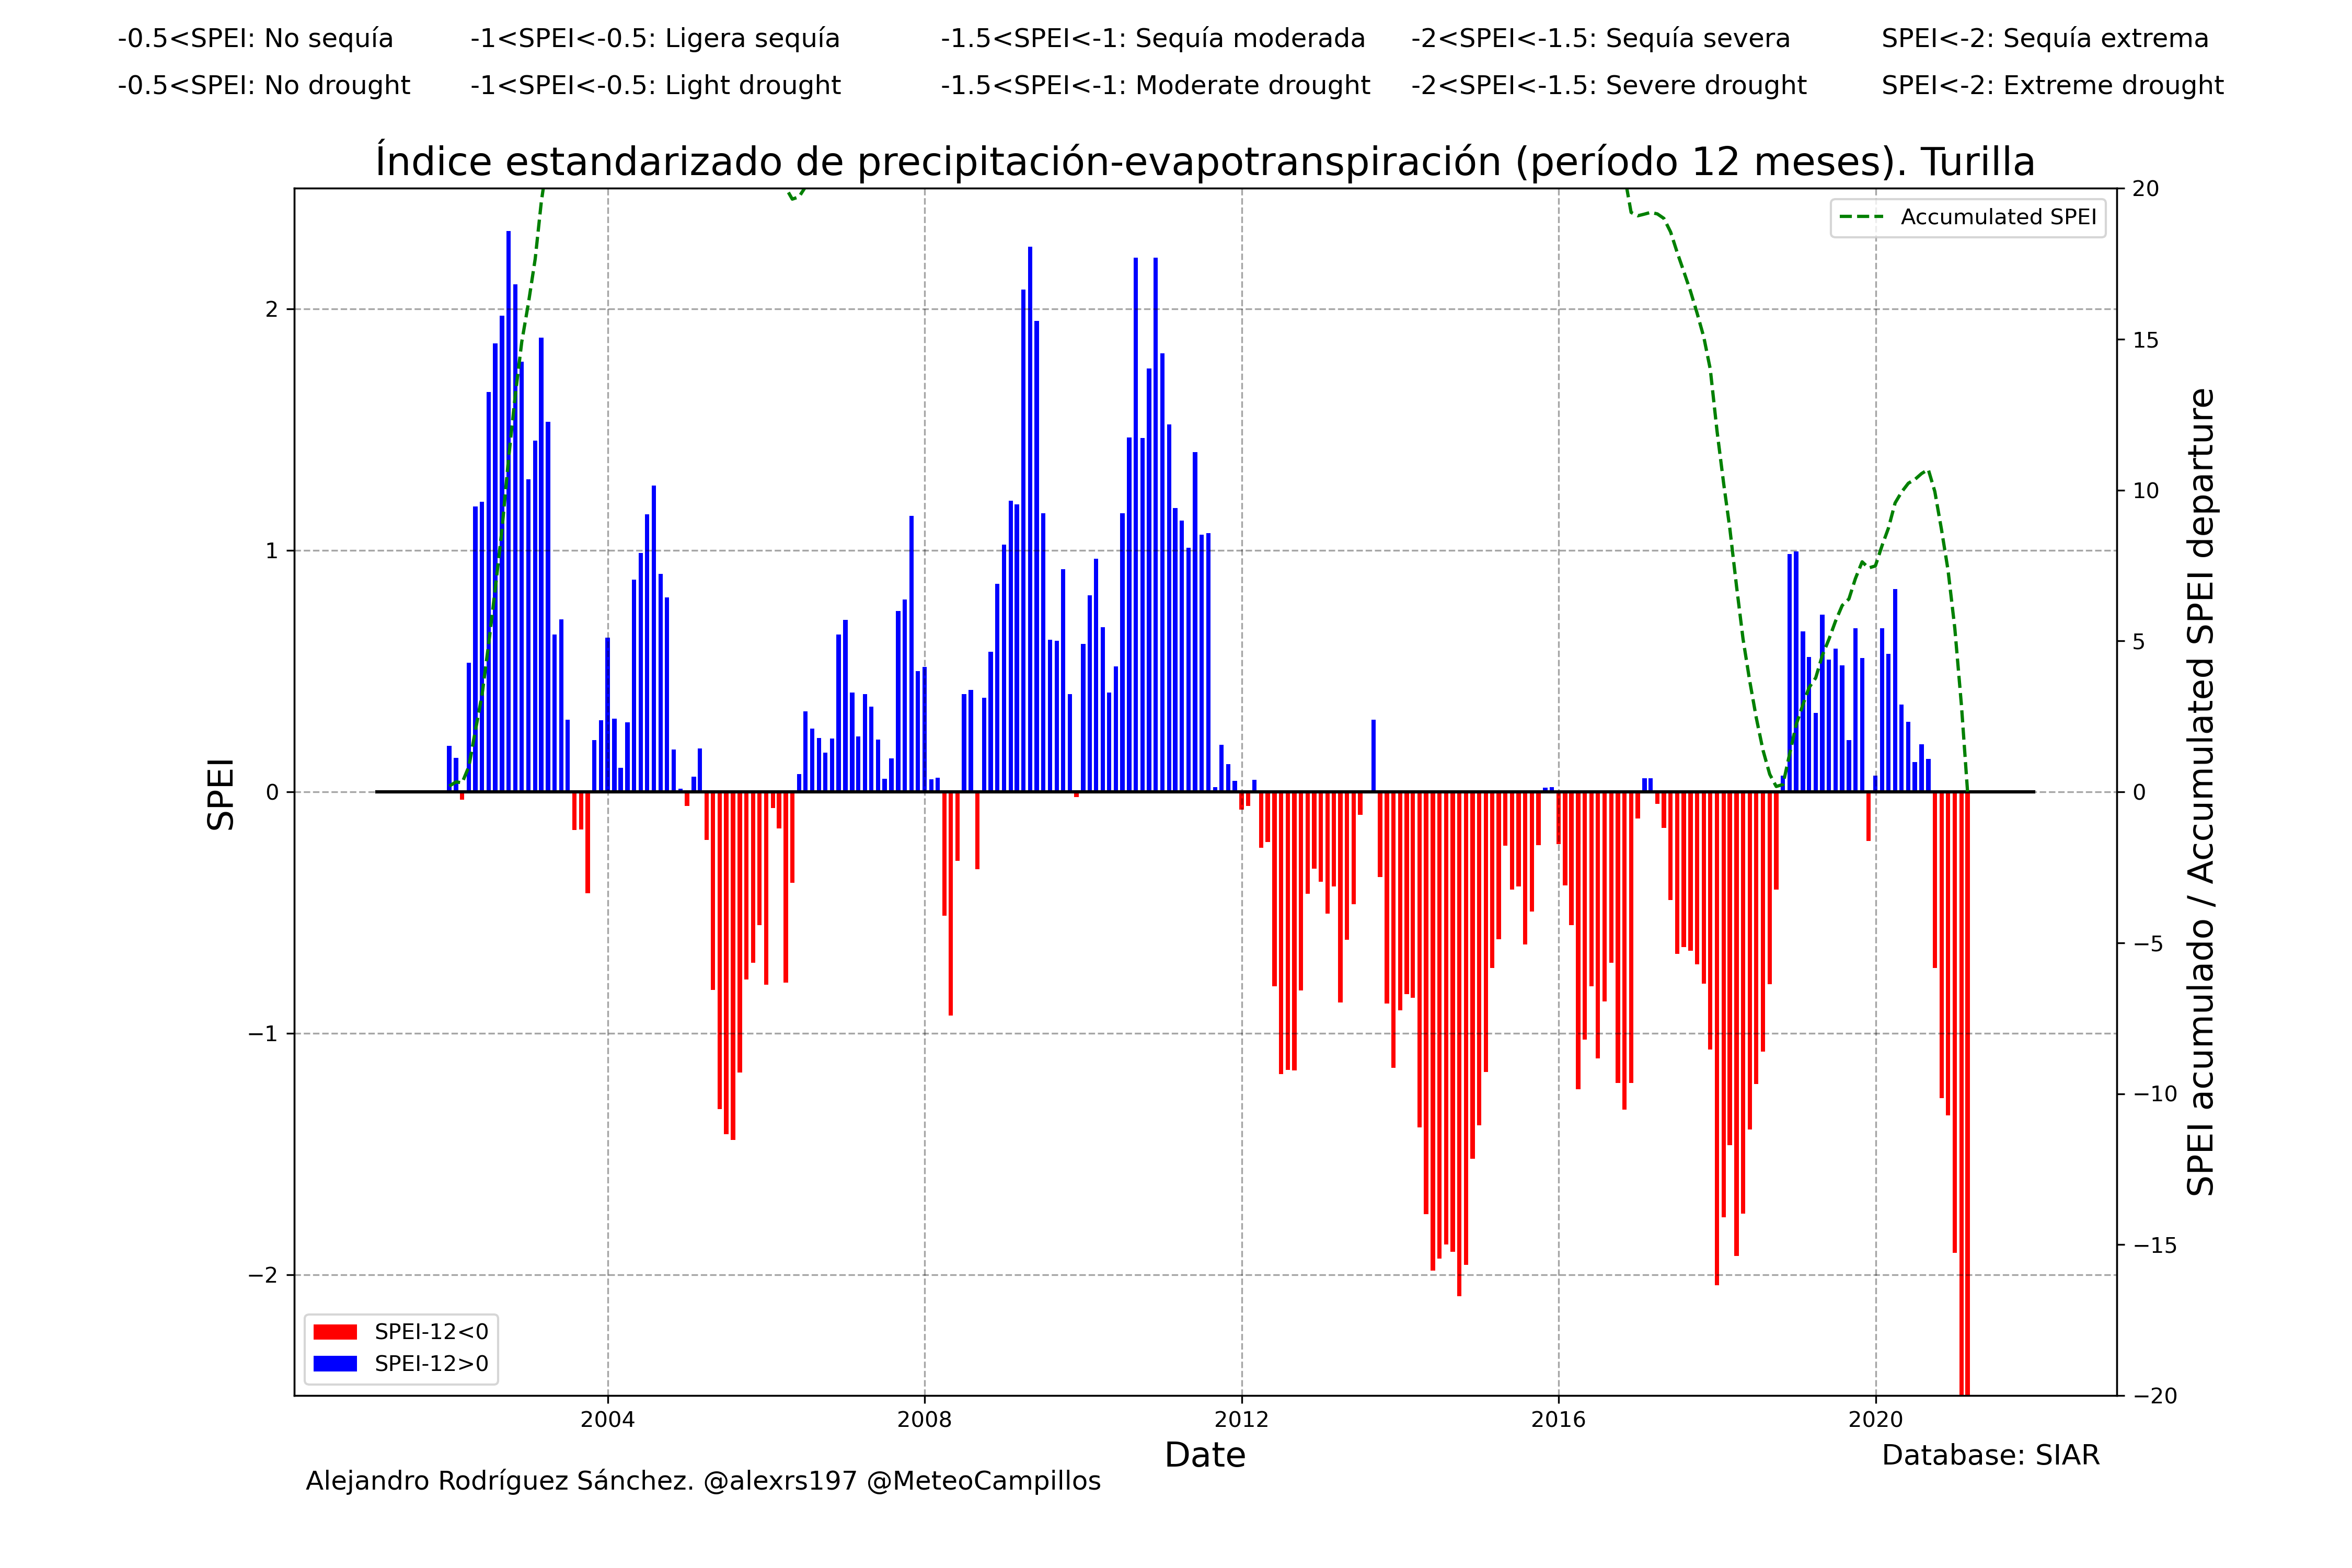 -0.5<SPEI: No sequía
-1<SPEI<-0.5: Ligera sequía
-1.5<SPEI<-1: Sequía moderada
-2<SPEI<-1.5: Sequía severa
SPEI<-2: Sequía extrema
-0.5<SPEI: No drought
-1<SPEI<-0.5: Light drought
-1.5<SPEI<-1: Moderate drought
-2<SPEI<-1.5: Severe drought
SPEI<-2: Extreme drought
Índice estandarizado de precipitación-evapotranspiración (período 12 meses). Turilla
Accumulated SPEI
SPEI
2
1
0
−1
−2
20
15
10
5
0
−5
−10
−15
−20
SPEI acumulado / Accumulated SPEI departure
SPEI-12<0
SPEI-12>0
2004
2008
2012
2016
2020
Date
Database: SIAR
Alejandro Rodríguez Sánchez. @alexrs197 @MeteoCampillos